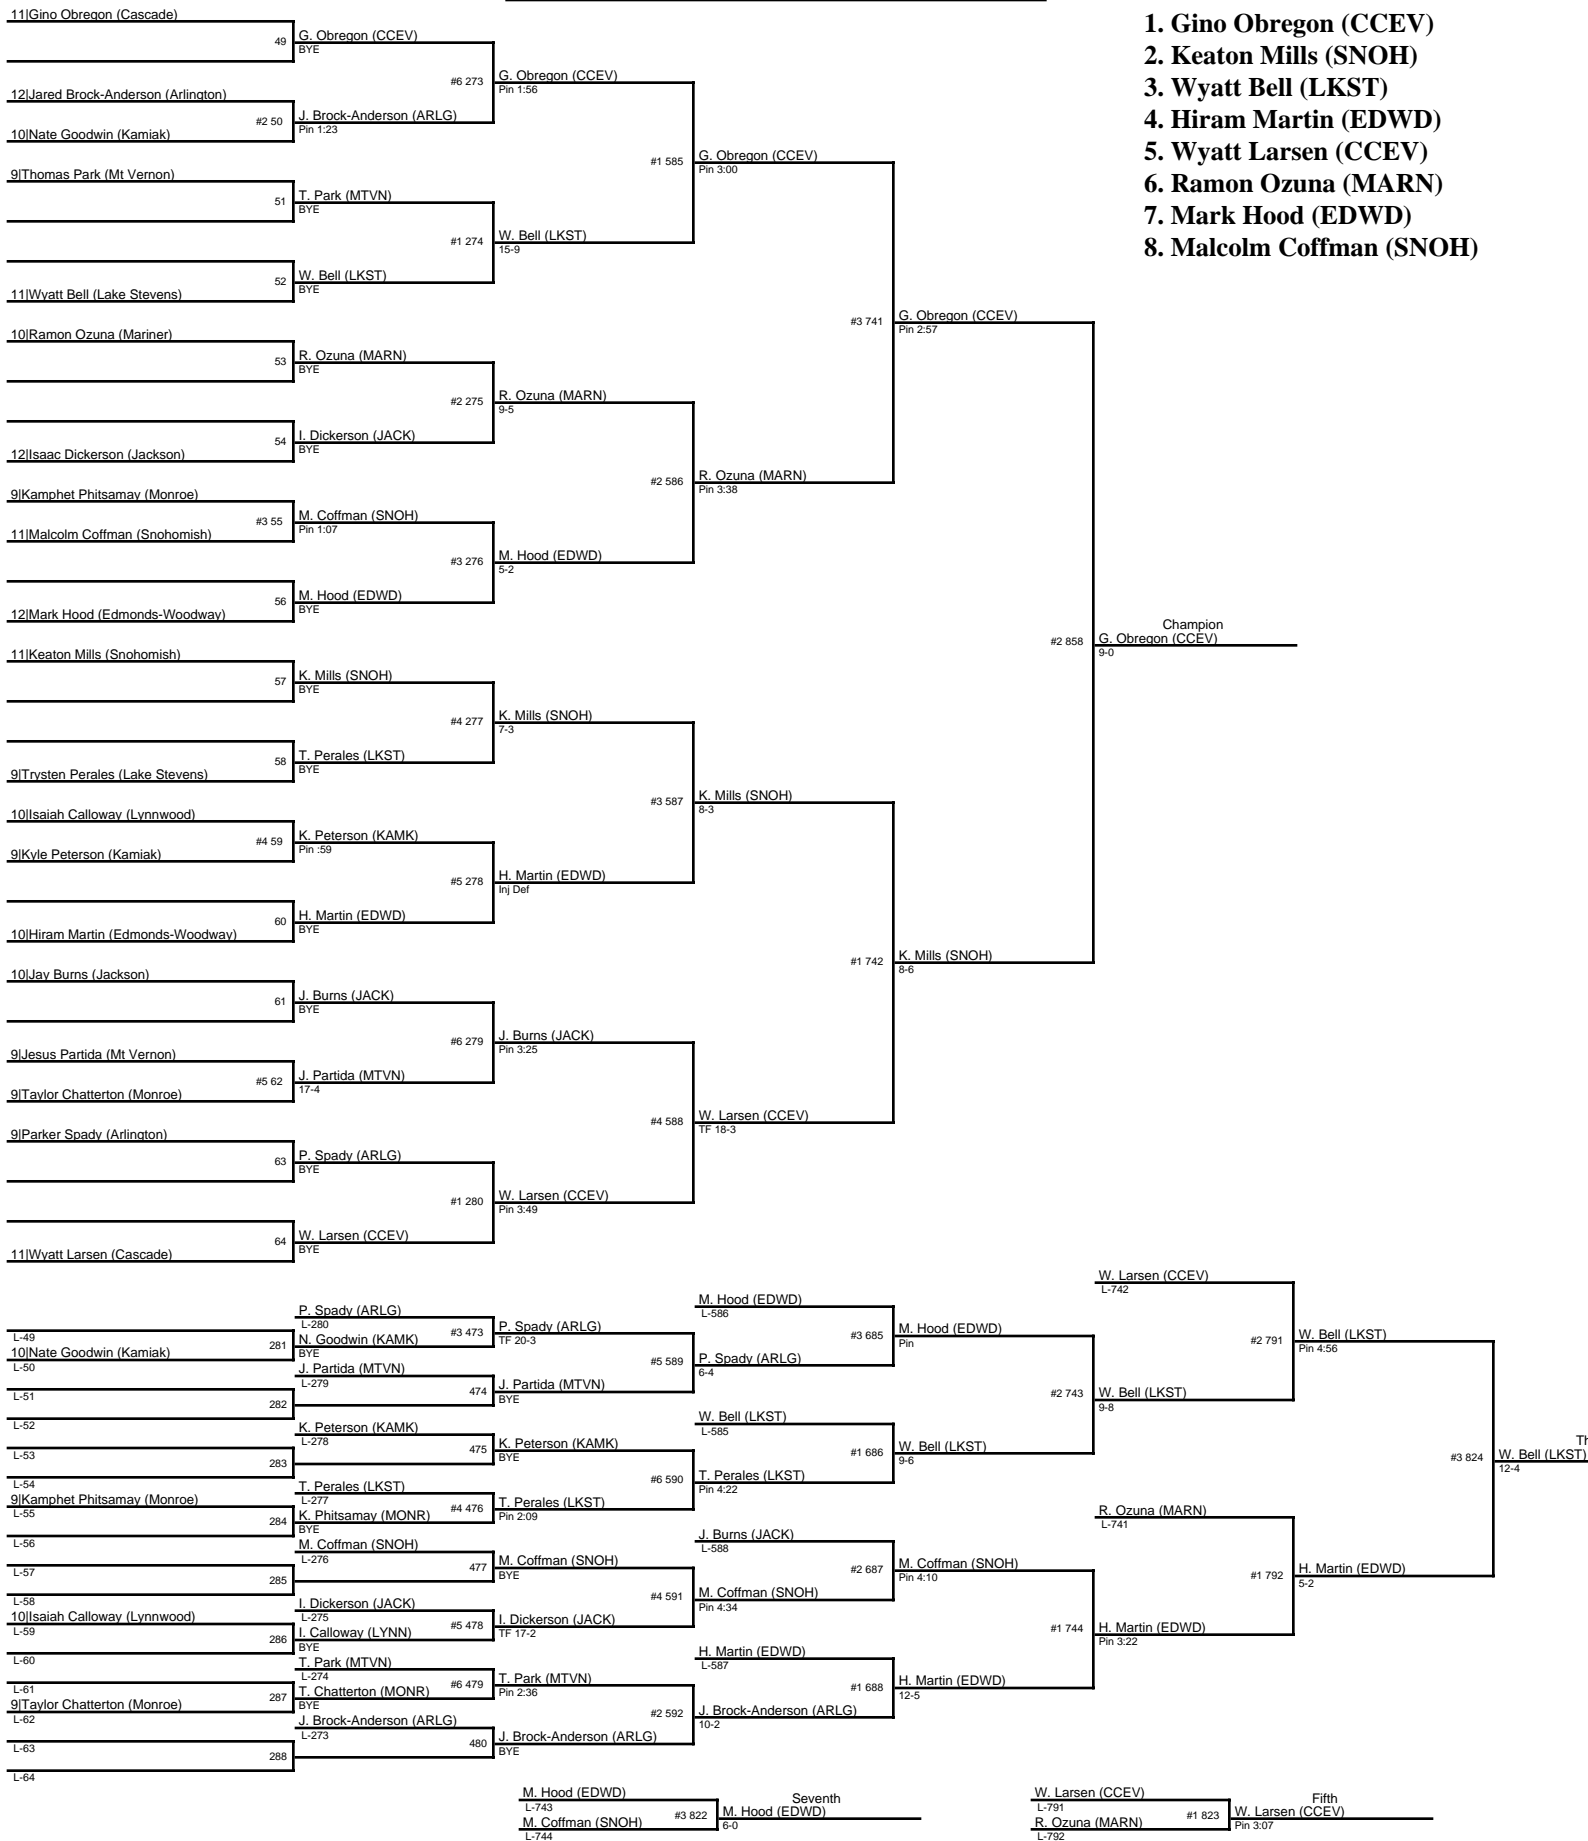 1. Gino Obregon (CCEV)
2. Keaton Mills (SNOH)
3. Wyatt Bell (LKST)
4. Hiram Martin (EDWD)
5. Wyatt Larsen (CCEV)
6. Ramon Ozuna (MARN)
7. Mark Hood (EDWD)
8. Malcolm Coffman (SNOH)
11|Gino Obregon (Cascade)
49
12|Jared Brock-Anderson (Arlington)
#2 50
10|Nate Goodwin (Kamiak)
9|Thomas Park (Mt Vernon)
51
52
11|Wyatt Bell (Lake Stevens)
10|Ramon Ozuna (Mariner)
53
54
12|Isaac Dickerson (Jackson)
9|Kamphet Phitsamay (Monroe)
#3 55
11|Malcolm Coffman (Snohomish)
56
12|Mark Hood (Edmonds-Woodway)
11|Keaton Mills (Snohomish)
57
58
9|Trysten Perales (Lake Stevens)
10|Isaiah Calloway (Lynnwood)
#4 59
9|Kyle Peterson (Kamiak)
60
10|Hiram Martin (Edmonds-Woodway)
10|Jay Burns (Jackson)
61
9|Jesus Partida (Mt Vernon)
#5 62
9|Taylor Chatterton (Monroe)
9|Parker Spady (Arlington)
63
64
11|Wyatt Larsen (Cascade)
G. Obregon (CCEV)
BYE
#6 273
J. Brock-Anderson (ARLG)
Pin 1:23
T. Park (MTVN)
BYE
#1 274
W. Bell (LKST)
BYE
R. Ozuna (MARN)
BYE
#2 275
I. Dickerson (JACK)
BYE
M. Coffman (SNOH)
Pin 1:07
#3 276
M. Hood (EDWD)
BYE
K. Mills (SNOH)
BYE
#4 277
T. Perales (LKST)
BYE
K. Peterson (KAMK)
Pin :59
#5 278
H. Martin (EDWD)
BYE
J. Burns (JACK)
BYE
#6 279
J. Partida (MTVN)
17-4
P. Spady (ARLG)
BYE
#1 280
W. Larsen (CCEV)
BYE
G. Obregon (CCEV)
Pin 1:56
#1 585
W. Bell (LKST)
15-9
R. Ozuna (MARN)
9-5
#2 586
M. Hood (EDWD)
5-2
K. Mills (SNOH)
7-3
#3 587
H. Martin (EDWD)
Inj Def
J. Burns (JACK)
Pin 3:25
#4 588
W. Larsen (CCEV)
Pin 3:49
G. Obregon (CCEV)
Pin 3:00
#3 741
R. Ozuna (MARN)
Pin 3:38
K. Mills (SNOH)
8-3
#1 742
W. Larsen (CCEV)
TF 18-3
G. Obregon (CCEV)
Pin 2:57
#2 858
K. Mills (SNOH)
8-6
Champion
G. Obregon (CCEV)
9-0
L-49
281
10|Nate Goodwin (Kamiak)
L-50
L-51
282
L-52
L-53
283
L-54
9|Kamphet Phitsamay (Monroe)
L-55
284
L-56
L-57
285
L-58
10|Isaiah Calloway (Lynnwood)
L-59
286
L-60
L-61
287
9|Taylor Chatterton (Monroe)
L-62
L-63
288
L-64
P. Spady (ARLG)
L-280
#3 473
N. Goodwin (KAMK)
BYE
J. Partida (MTVN)
L-279
474
K. Peterson (KAMK)
L-278
475
T. Perales (LKST)
L-277
#4 476
K. Phitsamay (MONR)
BYE
M. Coffman (SNOH)
L-276
477
I. Dickerson (JACK)
L-275
#5 478
I. Calloway (LYNN)
BYE
T. Park (MTVN)
L-274
#6 479
T. Chatterton (MONR)
BYE
J. Brock-Anderson (ARLG)
L-273
480
P. Spady (ARLG)
TF 20-3
#5 589
J. Partida (MTVN)
BYE
K. Peterson (KAMK)
BYE
#6 590
T. Perales (LKST)
Pin 2:09
M. Coffman (SNOH)
BYE
#4 591
I. Dickerson (JACK)
TF 17-2
T. Park (MTVN)
Pin 2:36
#2 592
J. Brock-Anderson (ARLG)
BYE
M. Hood (EDWD)
L-586
#3 685
P. Spady (ARLG)
6-4
W. Bell (LKST)
L-585
#1 686
T. Perales (LKST)
Pin 4:22
J. Burns (JACK)
L-588
#2 687
M. Coffman (SNOH)
Pin 4:34
H. Martin (EDWD)
L-587
#1 688
J. Brock-Anderson (ARLG)
10-2
M. Hood (EDWD)
Pin
#2 743
W. Bell (LKST)
9-6
M. Coffman (SNOH)
Pin 4:10
#1 744
H. Martin (EDWD)
12-5
W. Larsen (CCEV)
L-742
#2 791
W. Bell (LKST)
9-8
R. Ozuna (MARN)
L-741
#1 792
H. Martin (EDWD)
Pin 3:22
W. Bell (LKST)
Pin 4:56
#3 824
H. Martin (EDWD)
5-2
Th
W. Bell (LKST)
12-4
M. Hood (EDWD)
L-743
#3 822
M. Coffman (SNOH)
L-744
Seventh
M. Hood (EDWD)
6-0
W. Larsen (CCEV)
L-791
#1 823
R. Ozuna (MARN)
L-792
Fifth
W. Larsen (CCEV)
Pin 3:07